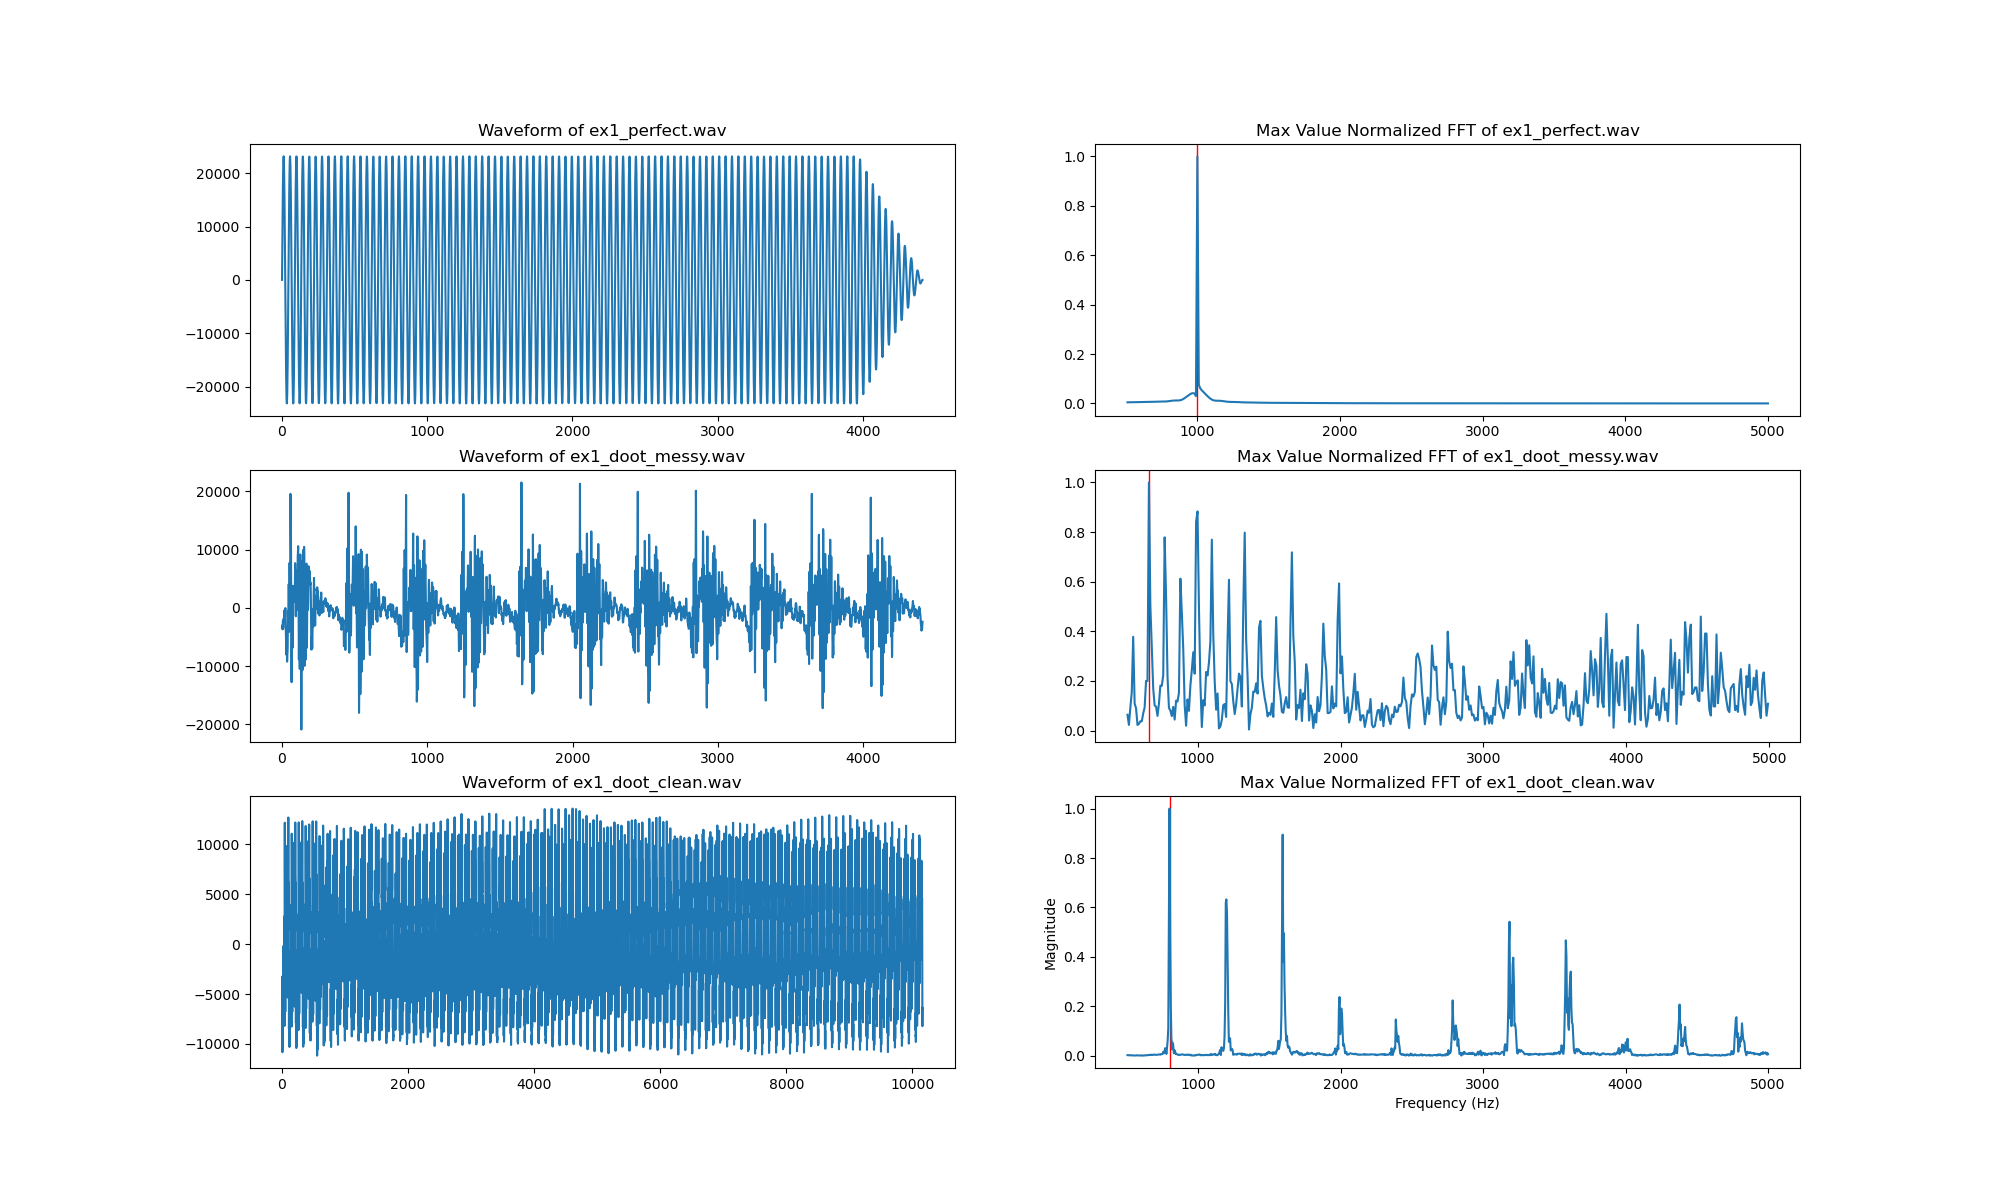 Waveform of ex1_perfect.wav
20000
10000
0
−10000
−20000
0 1000 2000 3000 4000
Max Value Normalized FFT of ex1_perfect.wav
1.0
0.8
0.6
0.4
0.2
0.0
1000 2000 3000 4000 5000
Waveform of ex1_doot_messy.wav
20000
10000
0
−10000
−20000
0 1000 2000 3000 4000
Max Value Normalized FFT of ex1_doot_messy.wav
1.0
0.8
0.6
0.4
0.2
0.0
1000 2000 3000 4000 5000
Waveform of ex1_doot_clean.wav
10000
5000
0
−5000
−10000
0 2000 4000 6000 8000 10000
Max Value Normalized FFT of ex1_doot_clean.wav
Magnitude
1.0
0.8
0.6
0.4
0.2
0.0
1000 2000 3000 4000 5000
Frequency (Hz)